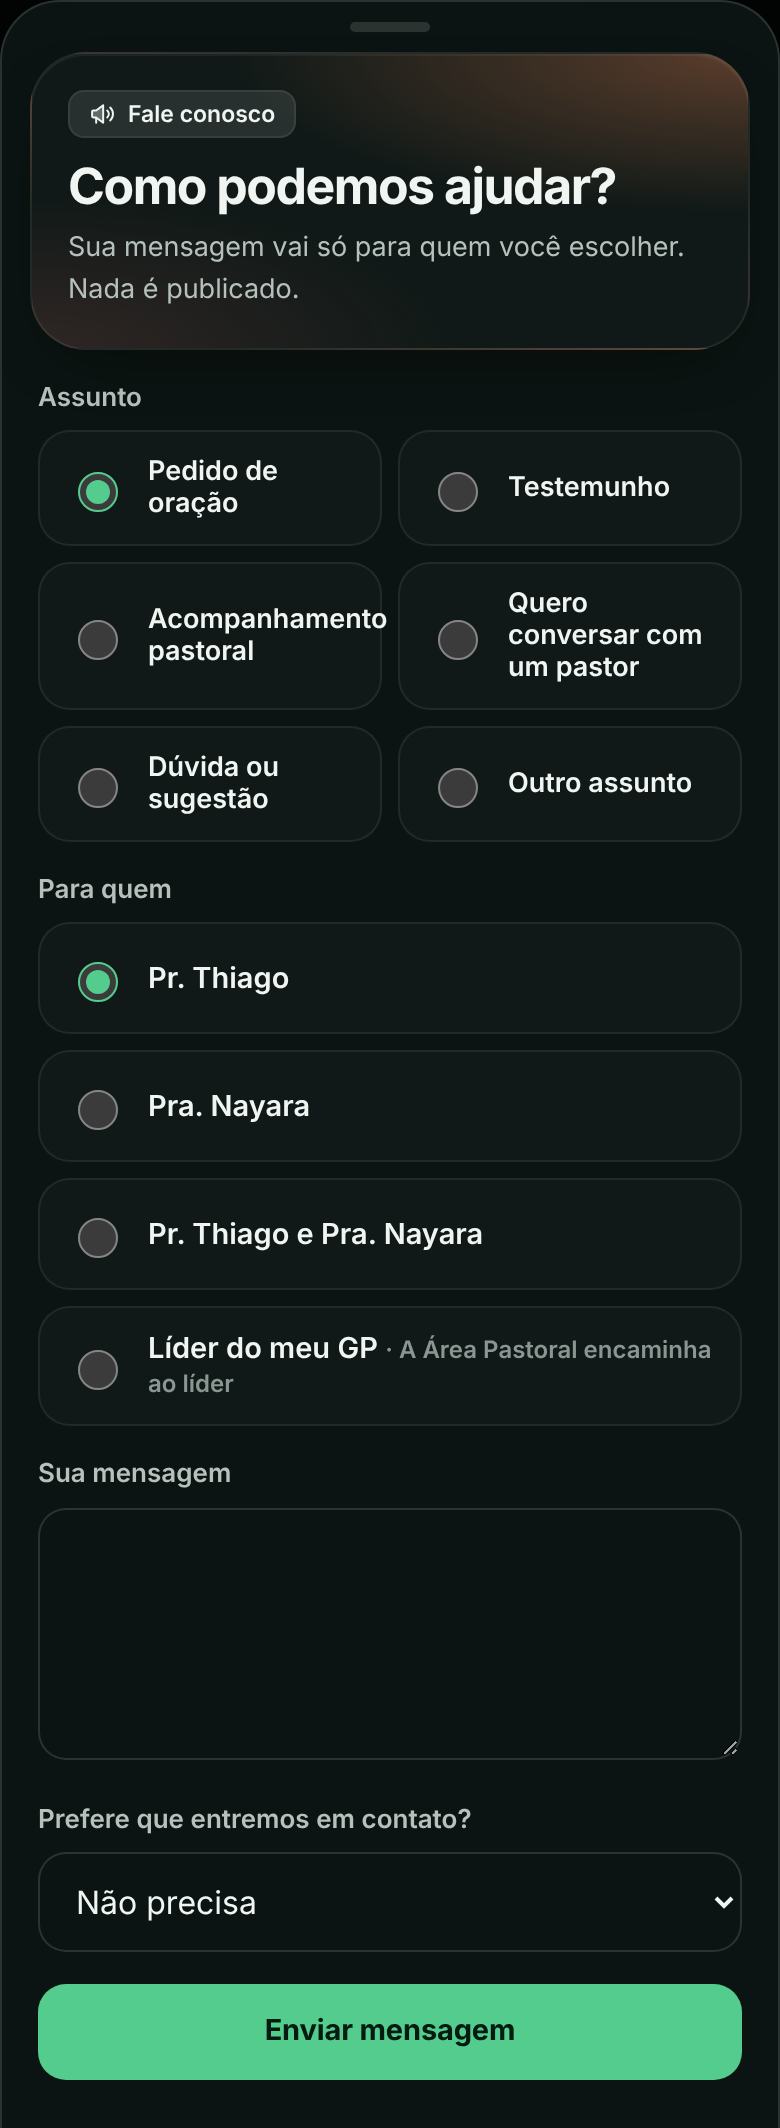 Fale conosco
Como podemos ajudar?
Sua mensagem vai só para quem você escolher.
Nada é publicado.
Assunto
Pedido de
oração
Testemunho
Acompanhamento
pastoral
Quero
conversar com
um pastor
Dúvida ou
sugestão
Outro assunto
Para quem
Pr. Thiago
Pra. Nayara
Pr. Thiago e Pra. Nayara
Líder do meu GP · A Área Pastoral encaminha
ao líder
Sua mensagem
Prefere que entremos em contato?
Não precisa
Enviar mensagem